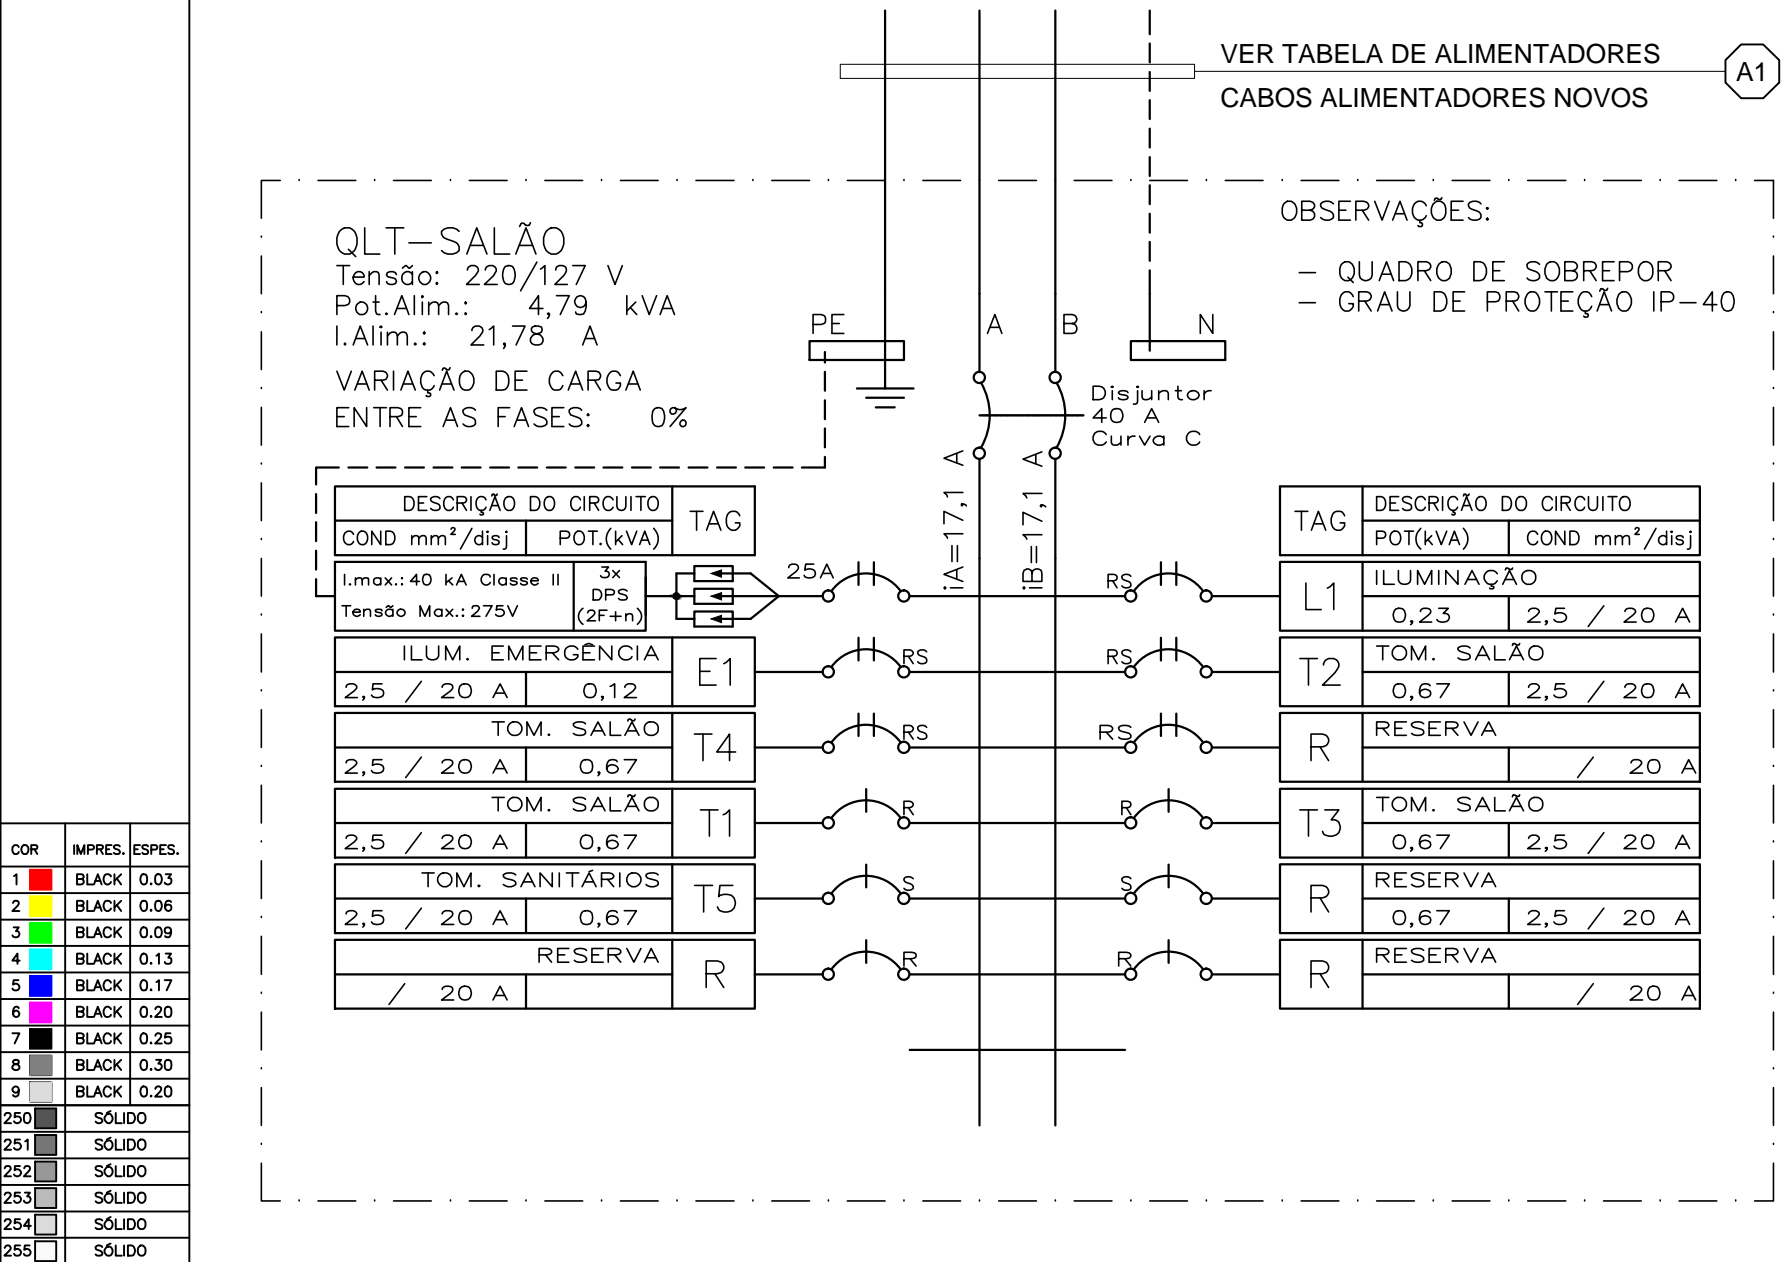 VER TABELA DE ALIMENTADORES
CABOS ALIMENTADORES NOVOS
A1
QLT-SALÃO
Tensão: 220/127 V
Pot.Alim.: 4,79 kVA
I.Alim.: 21,78 A
VARIAÇÃO DE CARGA
ENTRE AS FASES: 0%
OBSERVAÇÕES:
- QUADRO DE SOBREPOR
- GRAU DE PROTEÇÃO IP-40
PE
A
B
N
Disjuntor
40 A
Curva C
iA=17,1 A
iB=17,1 A
DESCRIÇÃO DO CIRCUITO
COND mm²/disj POT.(kVA) TAG
I.max.: 40 kA Classe II
Tensão Max.: 275V
3x
DPS
(2F+n)
25A
ILUM. EMERGÊNCIA
2,5 / 20 A 0,12 E1 RS
TOM. SALÃO
2,5 / 20 A 0,67 T4 RS
TOM. SALÃO
2,5 / 20 A 0,67 T1 R
TOM. SANITÁRIOS
2,5 / 20 A 0,67 T5 S
RESERVA
/ 20 A R R
TAG DESCRIÇÃO DO CIRCUITO
POT(kVA) COND mm²/disj
RS L1 ILUMINAÇÃO
0,23 2,5 / 20 A
RS T2 TOM. SALÃO
0,67 2,5 / 20 A
RS R RESERVA
/ 20 A
R T3 TOM. SALÃO
0,67 2,5 / 20 A
S R RESERVA
0,67 2,5 / 20 A
R R RESERVA
/ 20 A
COR IMPRES. ESPES.
1 BLACK 0.03
2 BLACK 0.06
3 BLACK 0.09
4 BLACK 0.13
5 BLACK 0.17
6 BLACK 0.20
7 BLACK 0.25
8 BLACK 0.30
9 BLACK 0.20
250 SÓLIDO
251 SÓLIDO
252 SÓLIDO
253 SÓLIDO
254 SÓLIDO
255 SÓLIDO